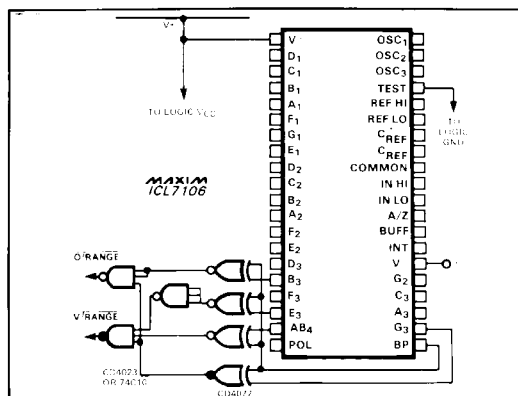 V+
V
D1
C1
B1
A1
F1
G1
E1
D2
C2
B2
A2
F2
E2
D3
B3
F3
E3
AB4
POL
OSC1
OSC2
OSC3
TEST
REF HI
REF LO
CREF
CREF
COMMON
IN HI
IN LO
A/Z
BUFF
INT
V
G2
C3
A3
G3
BP
TO LOGIC VCC
TO
LOGIC
GND
MAXIM
ICL7106
O/RANGE
U/RANGE
CD4023
OR 74C10
CD4077